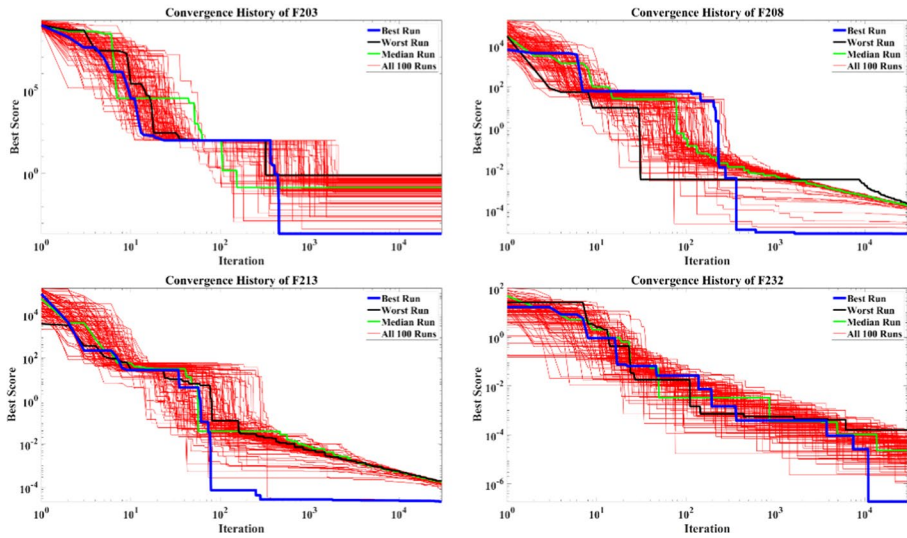 Convergence History of F203
Best Run
Worst Run
Median Run
All 100 Runs
Best Score
10^5
10^0
10^0
10^1
10^2
10^3
10^4
Iteration
Convergence History of F208
Best Run
Worst Run
Median Run
All 100 Runs
Best Score
10^4
10^2
10^0
10^-2
10^-4
10^0
10^1
10^2
10^3
10^4
Iteration
Convergence History of F213
Best Run
Worst Run
Median Run
All 100 Runs
Best Score
10^4
10^2
10^0
10^-2
10^-4
10^0
10^1
10^2
10^3
10^4
Iteration
Convergence History of F232
Best Run
Worst Run
Median Run
All 100 Runs
Best Score
10^2
10^0
10^-2
10^-4
10^-6
10^0
10^1
10^2
10^3
10^4
Iteration